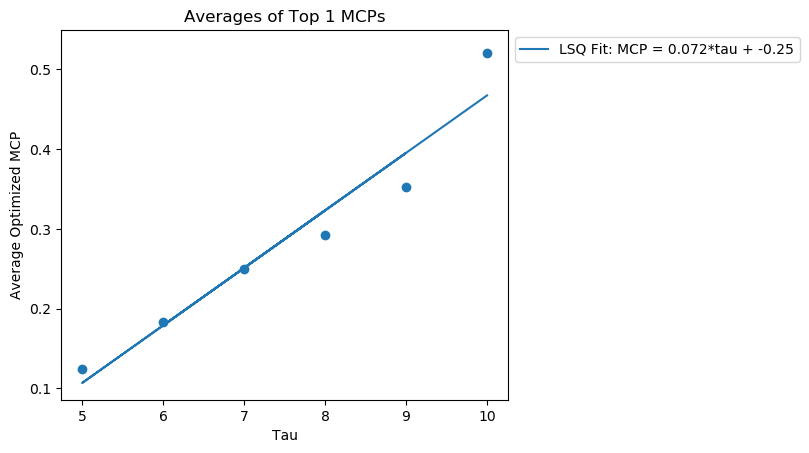 Averages of Top 1 MCPs
LSQ Fit: MCP = 0.072*tau + -0.25
Average Optimized MCP
0.5
0.4
0.3
0.2
0.1
5 6 7 8 9 10
Tau